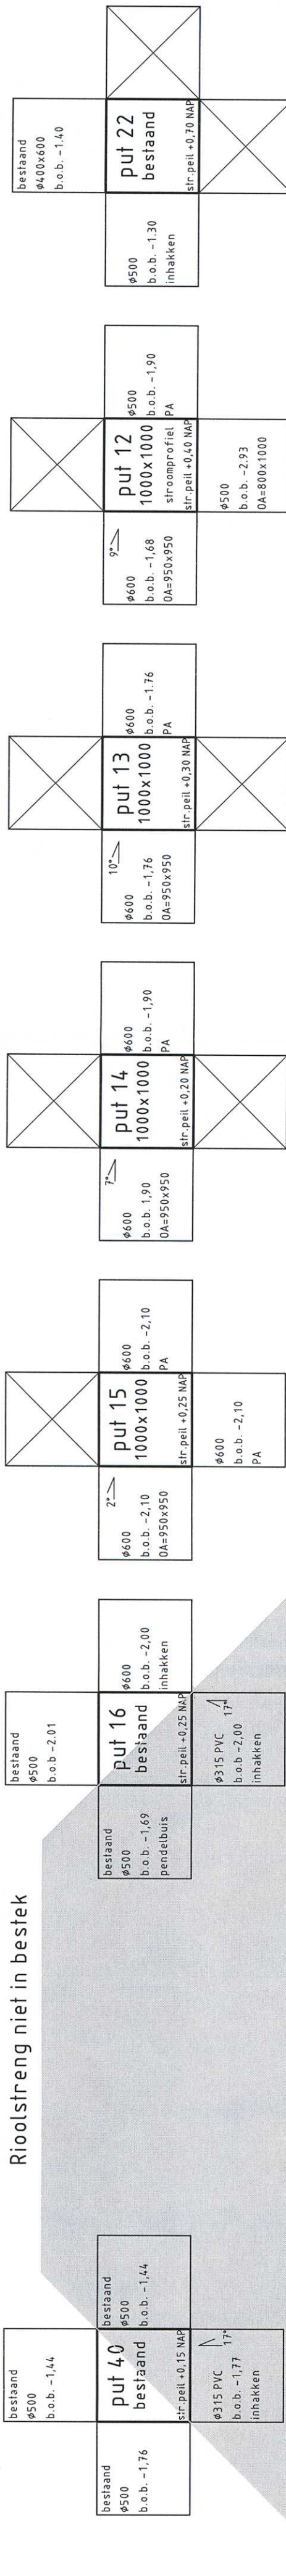 Rioolstreng niet in bestek
bestaand
ø500
b.o.b. -1,44
bestaand
ø500
b.o.b. -1,76
put 40
bestaand
str.peil +0,15 NAP
bestaand
ø500
b.o.b. -1,44
ø315 PVC
b.o.b. -1,77
inhakken
17°
bestaand
ø500
b.o.b -2.01
bestaand
ø500
b.o.b. -1,69
pendelbuis
put 16
bestaand
str.peil +0,25 NAP
ø600
b.o.b. -2,00
inhakken
ø315 PVC
b.o.b -2,00
inhakken
17°
2°
ø600
b.o.b. -2,10
OA=950x950
put 15
1000x1000
str.peil +0,25 NAP
ø600
b.o.b. -2,10
PA
ø600
b.o.b. -2,10
PA
7°
ø600
b.o.b. 1,90
OA=950x950
put 14
1000x1000
str.peil +0,20 NAP
ø600
b.o.b. -1,90
PA
10°
ø600
b.o.b. -1,76
OA=950x950
put 13
1000x1000
str.peil +0,30 NAP
ø600
b.o.b. -1.76
PA
9°
ø600
b.o.b. -1,68
OA=950x950
put 12
1000x1000
stroomprofiel
str.peil +0,40 NAP
ø500
b.o.b. -1,90
PA
ø500
b.o.b. -2.93
OA=800x1000
bestaand
ø400x600
b.o.b. -1.40
ø500
b.o.b. -1.30
inhakken
put 22
bestaand
str.peil +0,70 NAP